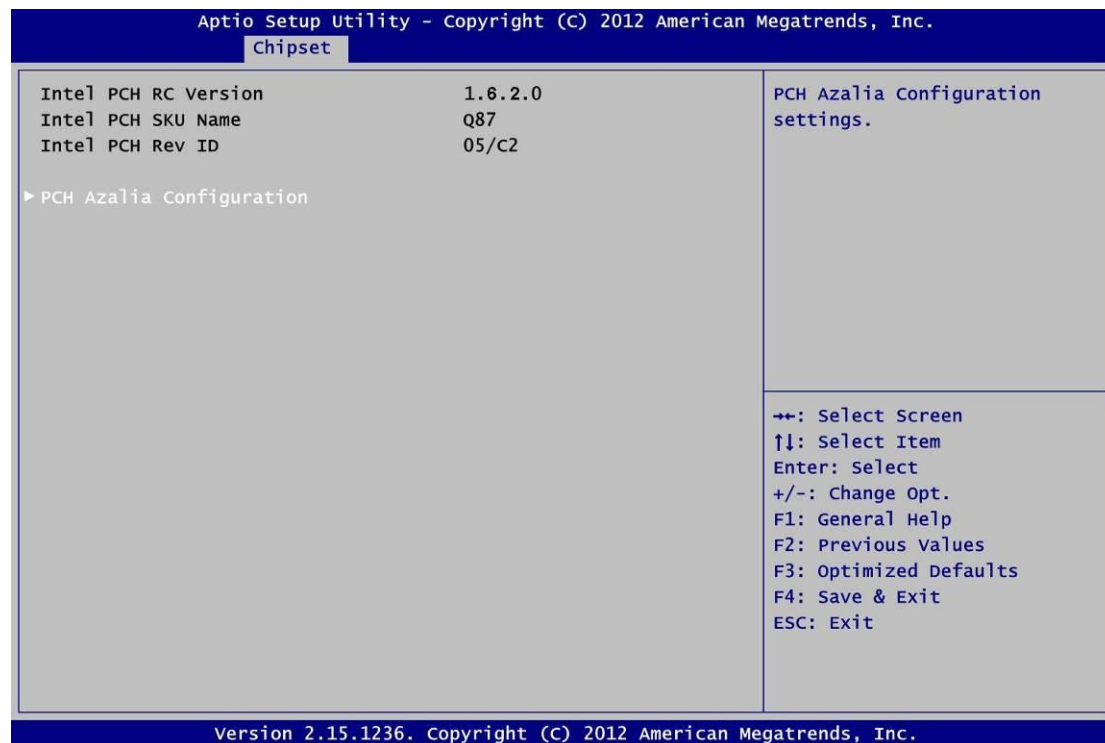 Aptio Setup Utility - Copyright (C) 2012 American Megatrends, Inc.
Chipset
Intel PCH RC Version 1.6.2.0
Intel PCH SKU Name Q87
Intel PCH Rev ID 05/C2
► PCH Azalia Configuration
PCH Azalia Configuration
settings.
→←: Select Screen
↑↓: Select Item
Enter: Select
+/-: Change Opt.
F1: General Help
F2: Previous Values
F3: Optimized Defaults
F4: Save & Exit
ESC: Exit
Version 2.15.1236. Copyright (C) 2012 American Megatrends, Inc.